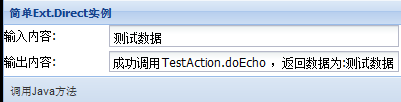 简单Ext.Direct实例
输入内容: 测试数据
输出内容: 成功调用TestAction.doEcho ，返回数据为:测试数据
调用Java方法